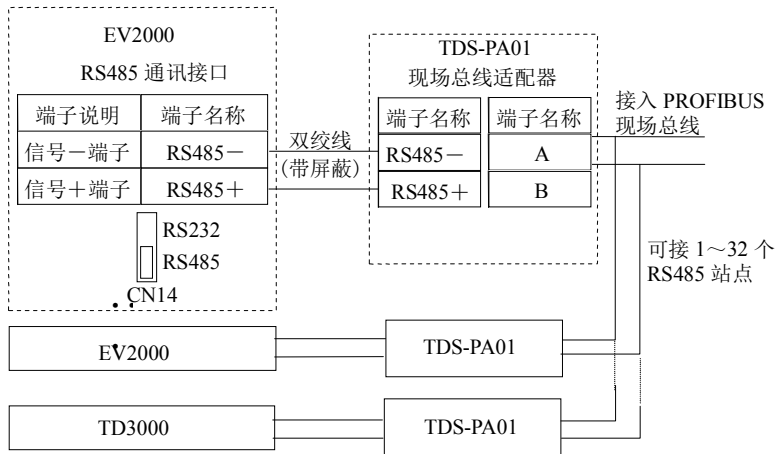 EV2000
RS485 通讯接口
端子说明 端子名称
信号－端子 RS485－
信号＋端子 RS485＋
RS232
RS485
CN14
双绞线
(带屏蔽)
TDS-PA01
现场总线适配器
端子名称 端子名称
RS485－ A
RS485＋ B
接入 PROFIBUS
现场总线
可接 1～32 个
RS485 站点
EV2000 TDS-PA01
TD3000 TDS-PA01